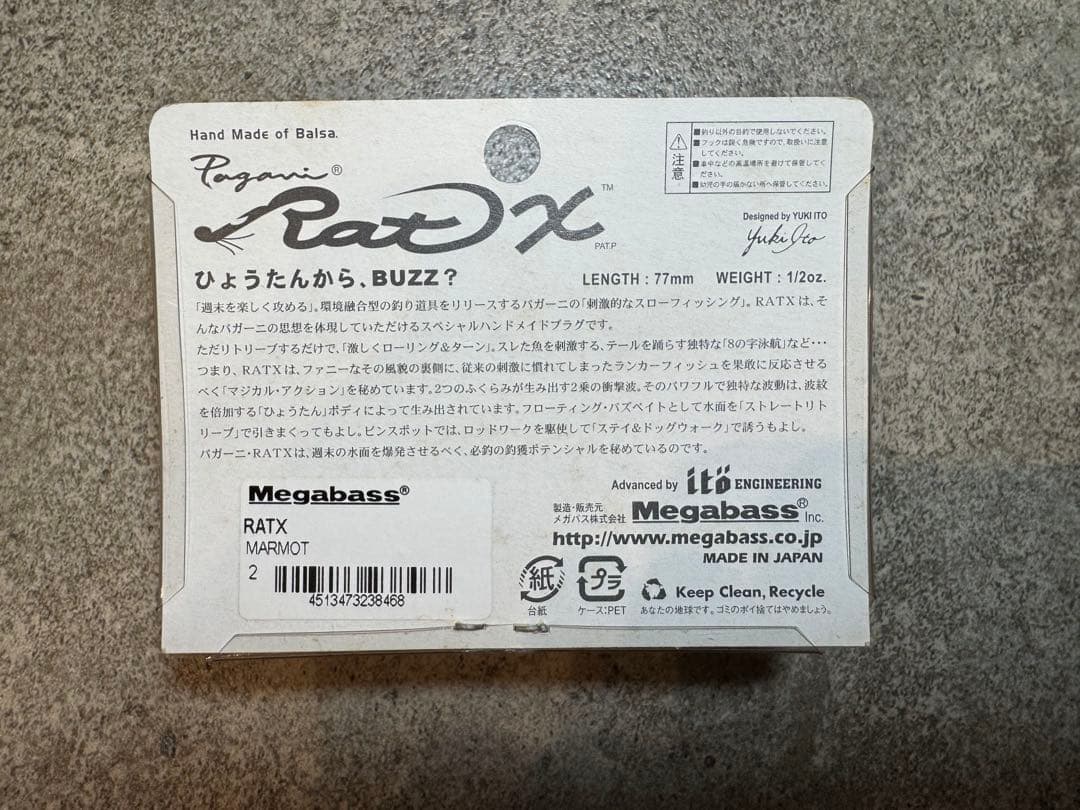 Hand Made of Balsa.
Pagani®
Rat X™
PAT.P
注意
■釣り以外の目的で使用しないでください。
■フックは鋭く危険ですので、取扱いに注意
してください。
■車中などの高温場所を避けて保管してく
ださい。
■幼児の手の届かない所へ保管してください。
Designed by YUKI ITO
Yuki Ito
ひょうたんから、BUZZ?
LENGTH : 77mm WEIGHT : 1/2oz.
「週末を楽しく攻める」。環境融合型の釣り道具をリリースするパガーニの「刺激的なスローフィッシング」。RATXは、そ
んなパガーニの思想を体現していただけるスペシャルハンドメイドプラグです。
ただリトリーブするだけで、「激しくローリング&ターン」。スレた魚を刺激する、テールを踊らす独特な「8の字泳航」など･･･
つまり、RATXは、ファニーなその風貌の裏側に、従来の刺激に慣れてしまったランカーフィッシュを果敢に反応させる
べく「マジカル・アクション」を秘めています。2つのふくらみが生み出す2乗の衝撃波。そのパワフルで独特な波動は、波紋
を倍加する「ひょうたん」ボディによって生み出されています。フローティング・バズベイトとして水面を「ストレートリト
リーブ」で引きまくってもよし。ピンスポットでは、ロッドワークを駆使して「ステイ&ドッグウォーク」で誘うもよし。
パガーニ・RATXは、週末の水面を爆発させるべく、必釣の釣獲ポテンシャルを秘めているのです。
Megabass®
RATX
MARMOT
2
4513473238468
Advanced by itö ENGINEERING
製造・販売元
メガバス株式会社 Megabass® Inc.
http://www.megabass.co.jp
MADE IN JAPAN
紙
台紙
プラ
ケース:PET
Keep Clean, Recycle
あなたの地球です。ゴミのポイ捨てはやめましょう。